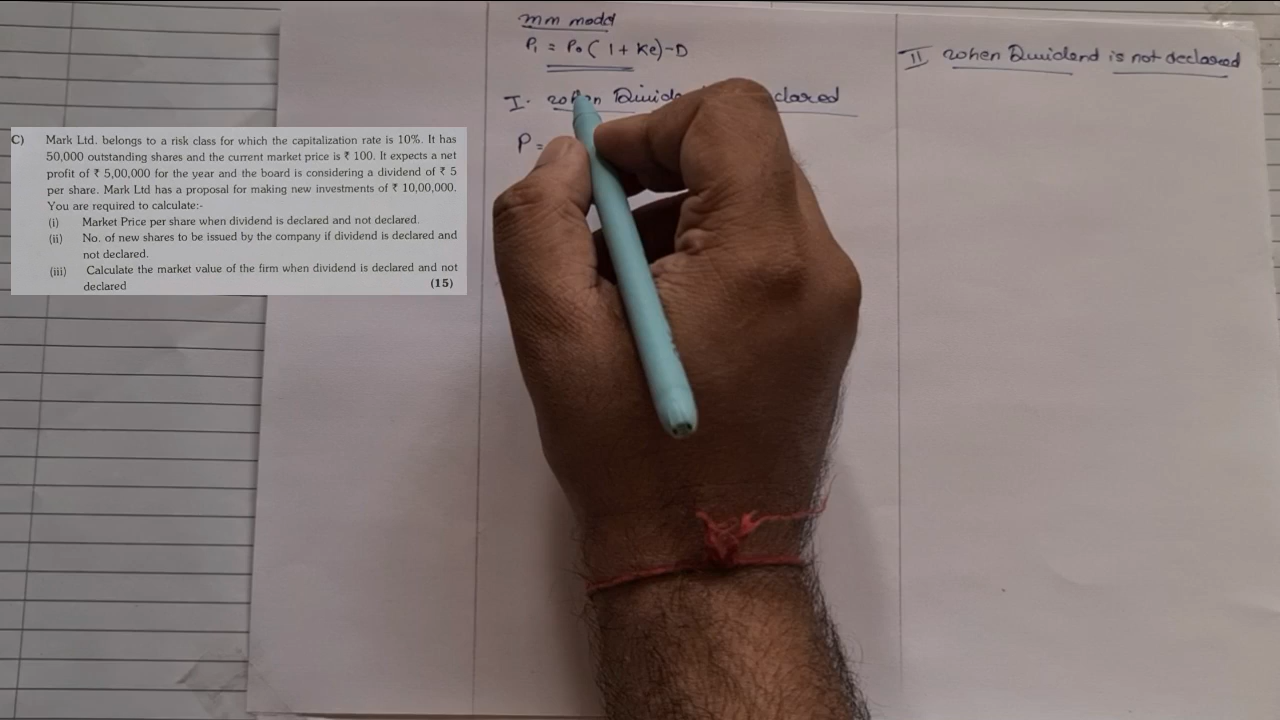 C) Mark Ltd. belongs to a risk class for which the capitalization rate is 10%. It has
50,000 outstanding shares and the current market price is ₹ 100. It expects a net
profit of ₹ 5,00,000 for the year and the board is considering a dividend of ₹ 5
per share. Mark Ltd has a proposal for making new investments of ₹ 10,00,000.
You are required to calculate:-
(i) Market Price per share when dividend is declared and not declared.
(ii) No. of new shares to be issued by the company if dividend is declared and
not declared.
(iii) Calculate the market value of the firm when dividend is declared and not
declared (15)
mm model
P₁ = P₀ ( 1 + Ke) - D
I. when
P =
II when Dividend is not declared